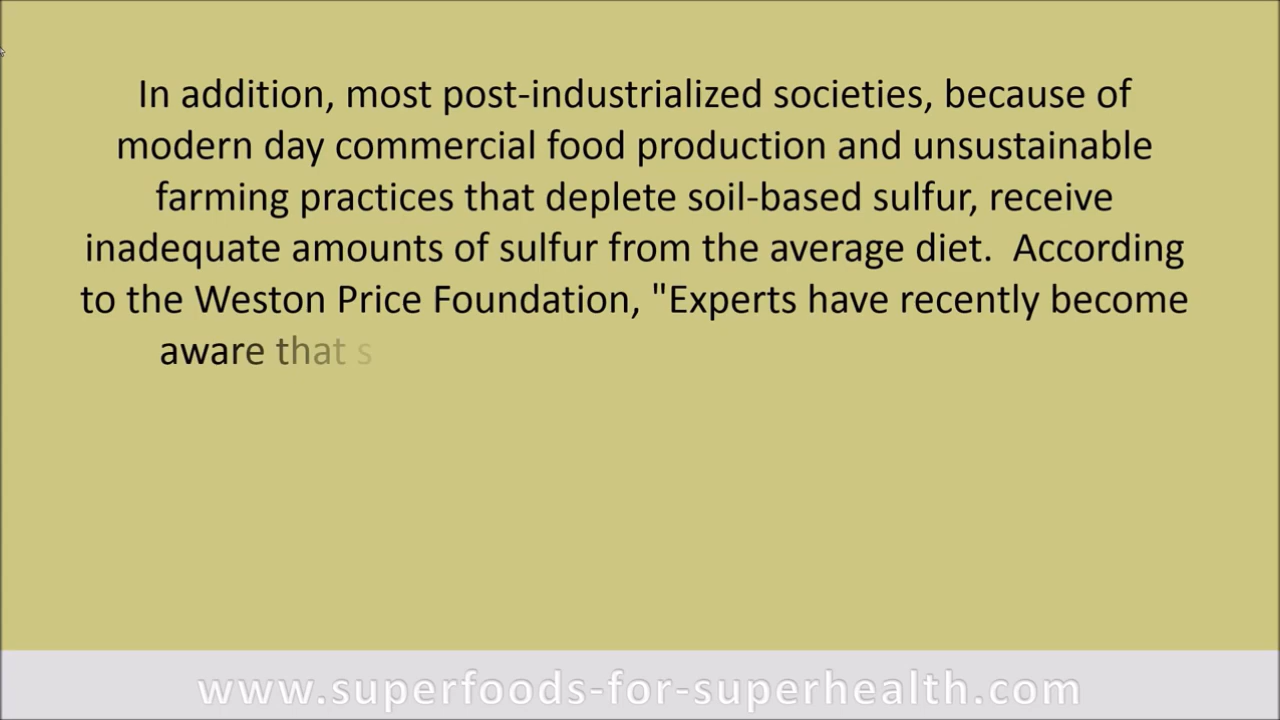 In addition, most post-industrialized societies, because of
modern day commercial food production and unsustainable
farming practices that deplete soil-based sulfur, receive
inadequate amounts of sulfur from the average diet.  According
to the Weston Price Foundation, "Experts have recently become
aware that s
www.superfoods-for-superhealth.com